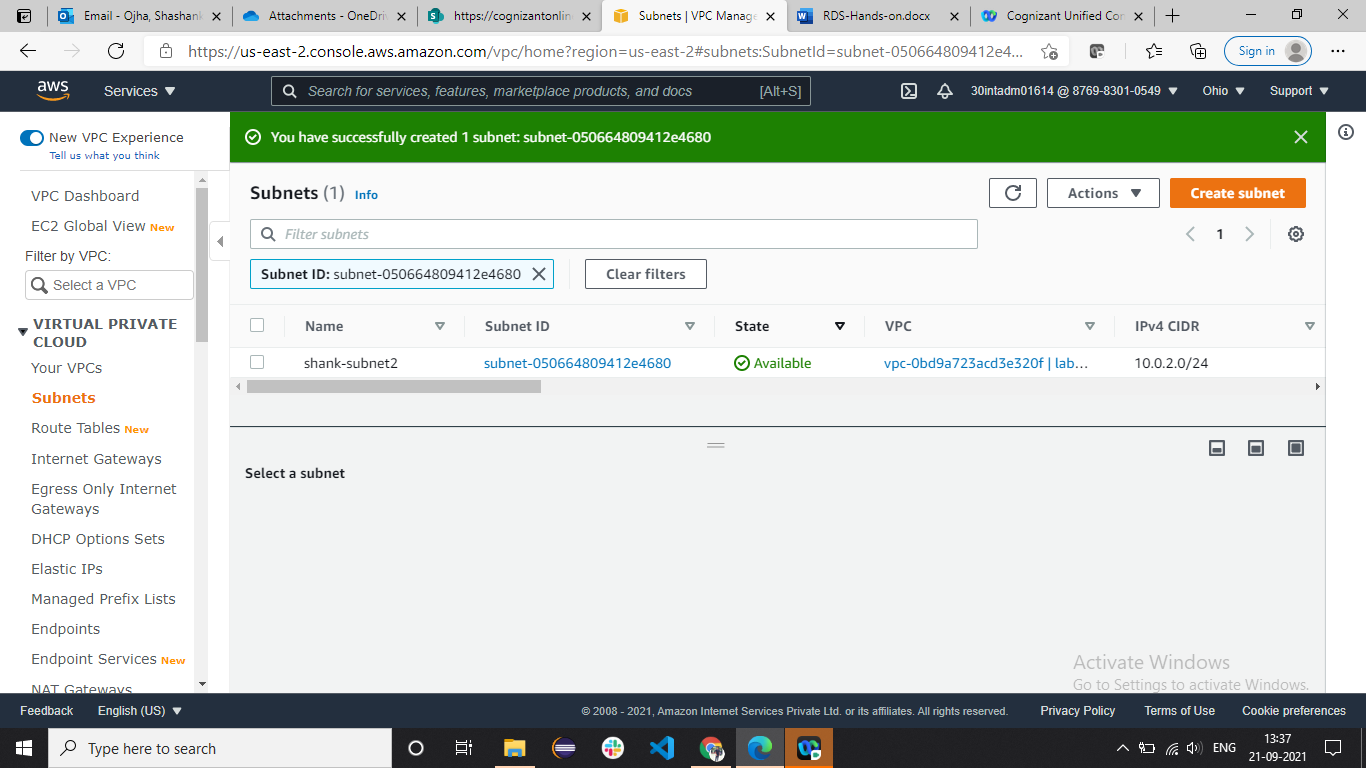 Email - Ojha, Shashank
Attachments - OneDri
https://cognizantonlin
Subnets | VPC Manage
RDS-Hands-on.docx
Cognizant Unified Con
https://us-east-2.console.aws.amazon.com/vpc/home?region=us-east-2#subnets:SubnetId=subnet-050664809412e4...
Sign in
aws
Services
Search for services, features, marketplace products, and docs
[Alt+S]
30intadm01614 @ 8769-8301-0549
Ohio
Support
New VPC Experience
Tell us what you think
You have successfully created 1 subnet: subnet-050664809412e4680
VPC Dashboard
EC2 Global View New
Filter by VPC:
Select a VPC
VIRTUAL PRIVATE
CLOUD
Your VPCs
Subnets
Route Tables New
Internet Gateways
Egress Only Internet
Gateways
DHCP Options Sets
Elastic IPs
Managed Prefix Lists
Endpoints
Endpoint Services New
NAT Gateways
Subnets (1) Info
Actions
Create subnet
Filter subnets
1
Subnet ID: subnet-050664809412e4680
Clear filters
Name
Subnet ID
State
VPC
IPv4 CIDR
shank-subnet2
subnet-050664809412e4680
Available
vpc-0bd9a723acd3e320f | lab...
10.0.2.0/24
Select a subnet
Activate Windows
Go to Settings to activate Windows.
Feedback
English (US)
© 2008 - 2021, Amazon Internet Services Private Ltd. or its affiliates. All rights reserved.
Privacy Policy
Terms of Use
Cookie preferences
Type here to search
ENG
13:37
21-09-2021